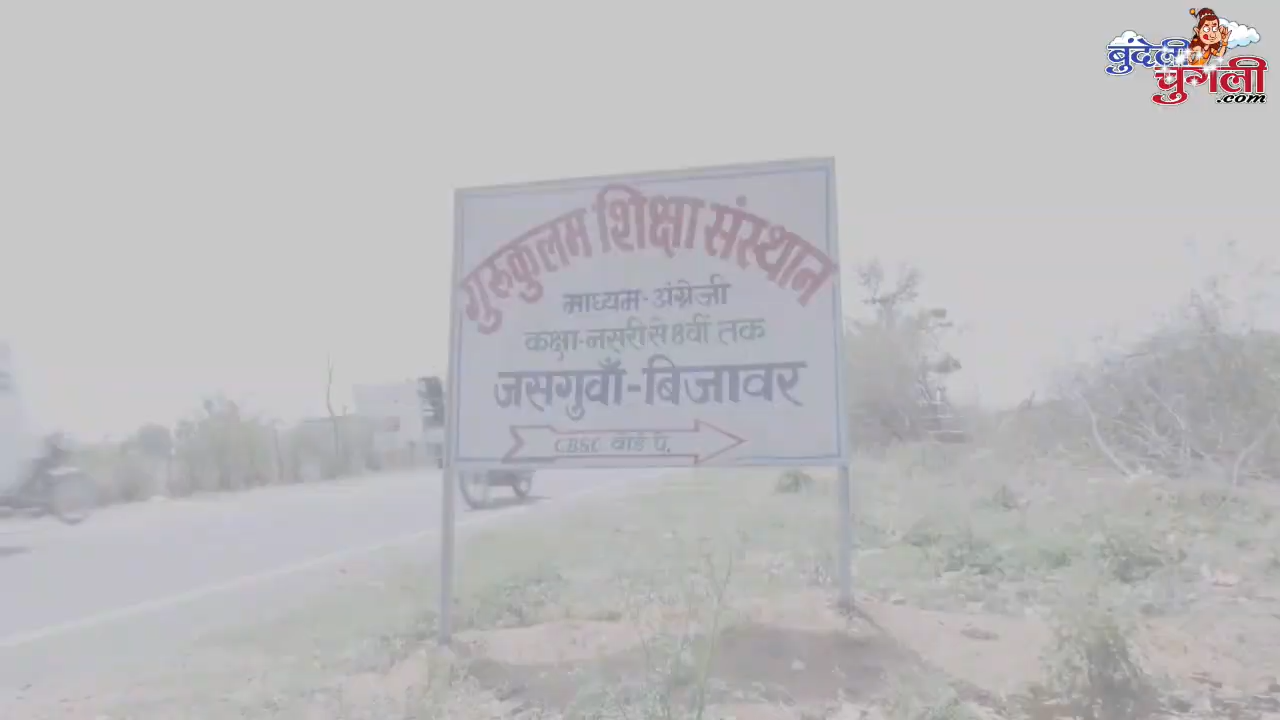 बुंदेली
चुगली
.com
गुरुकुलम शिक्षा संस्थान
माध्यम-अंग्रेजी
कक्षा-नर्सरी से 8वीं तक
जसगुवाँ-बिजावर
CBSC वोर्ड पै.